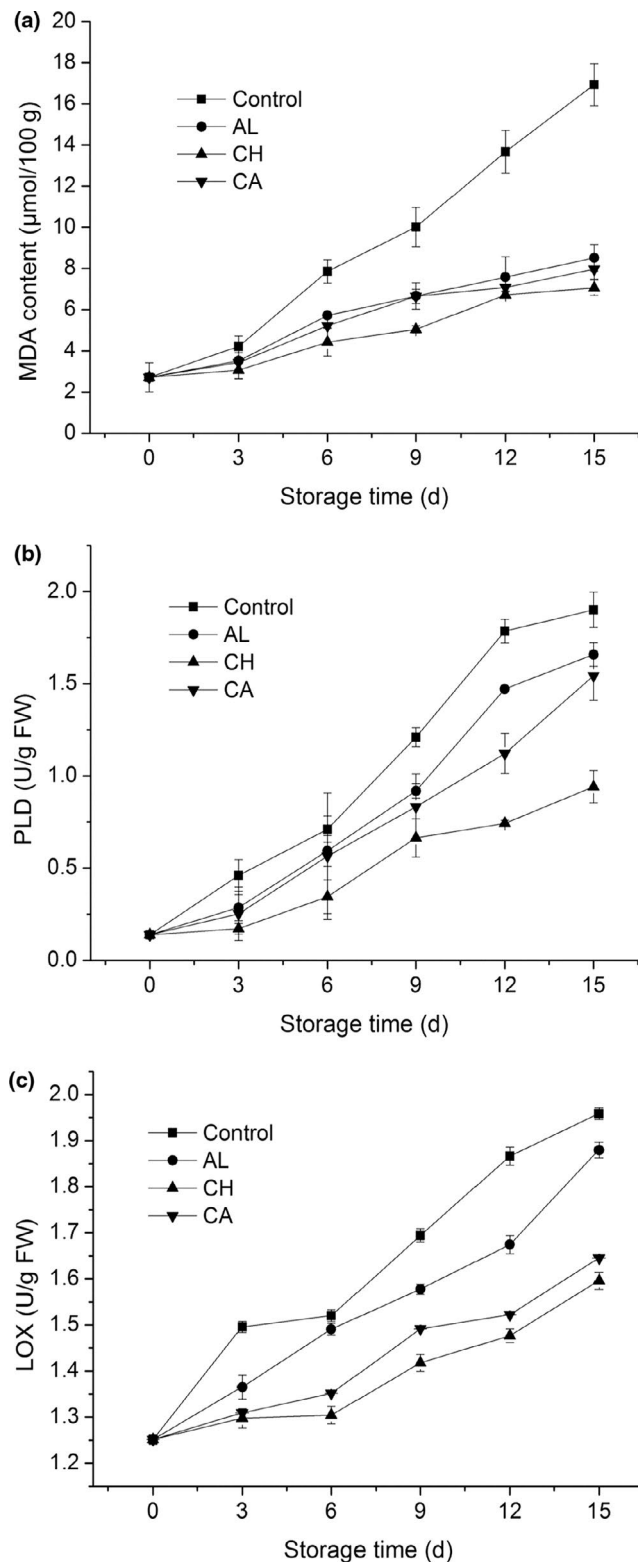 (a)
20
18
16
14
12
10
8
6
4
2
0
MDA content (µmol/100 g)
Control
AL
CH
CA
0 3 6 9 12 15
Storage time (d)
(b)
2.0
1.5
1.0
0.5
0.0
PLD (U/g FW)
Control
AL
CH
CA
0 3 6 9 12 15
Storage time (d)
(c)
2.0
1.9
1.8
1.7
1.6
1.5
1.4
1.3
1.2
LOX (U/g FW)
Control
AL
CH
CA
0 3 6 9 12 15
Storage time (d)